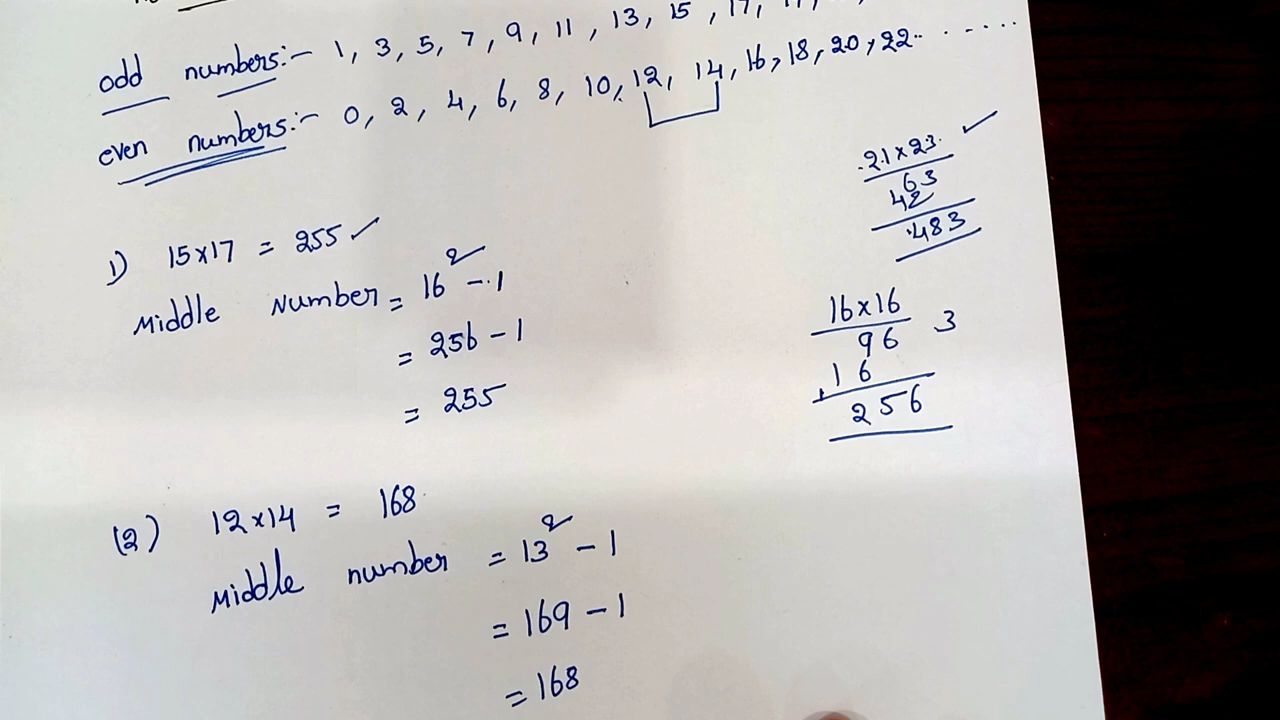 odd numbers:- 1, 3, 5, 7, 9, 11, 13, 15, 17,
even numbers:- 0, 2, 4, 6, 8, 10, 12, 14, 16, 18, 20, 22.......
21x23
63
42
483
1) 15x17 = 255
Middle Number = 16² - 1
= 256 - 1
= 255
16x16
96 3
16
256
(2) 12x14 = 168
Middle number = 13² - 1
= 169 - 1
= 168